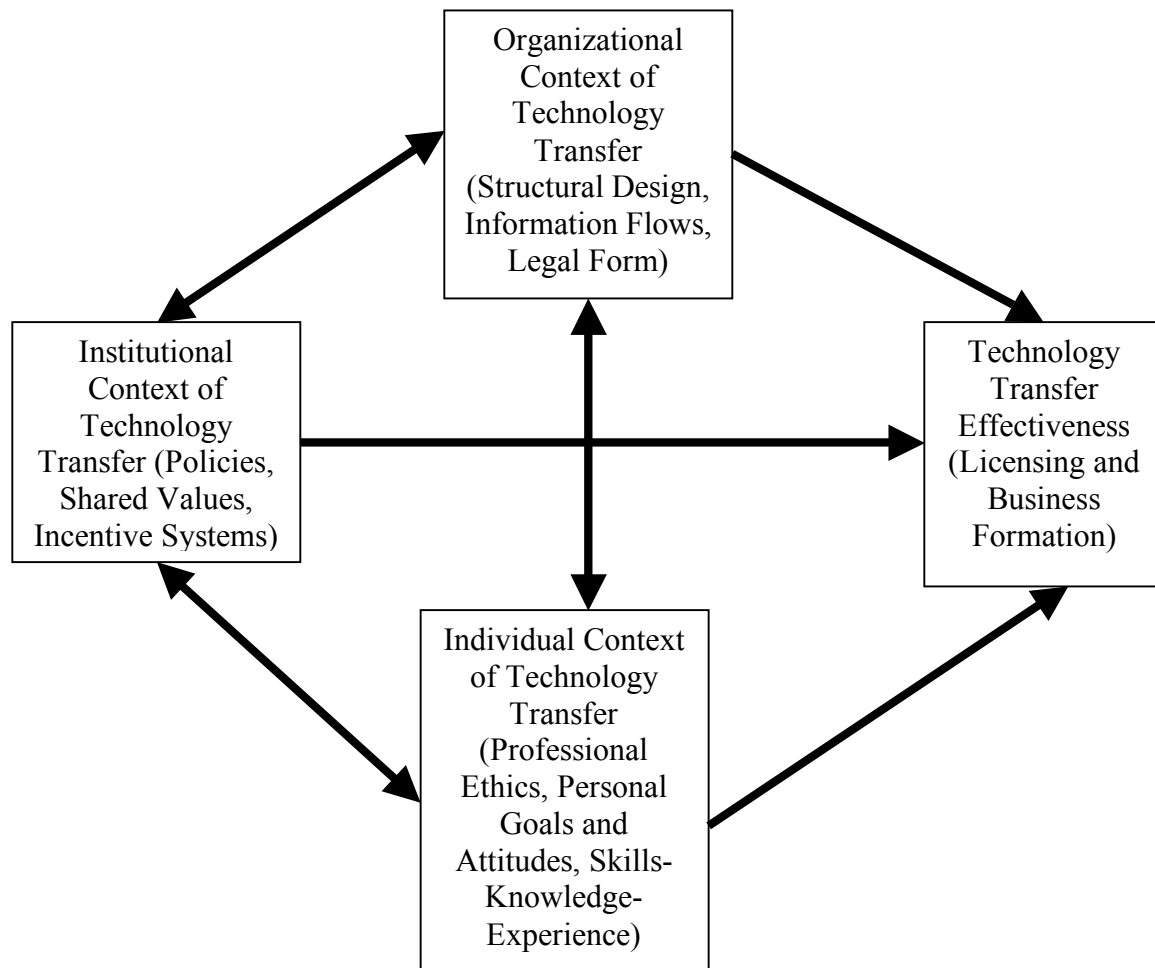 Organizational
Context of
Technology
Transfer
(Structural Design,
Information Flows,
Legal Form)
Institutional
Context of
Technology
Transfer (Policies,
Shared Values,
Incentive Systems)
Technology
Transfer
Effectiveness
(Licensing and
Business
Formation)
Individual Context
of Technology
Transfer
(Professional
Ethics, Personal
Goals and
Attitudes, Skills-
Knowledge-
Experience)